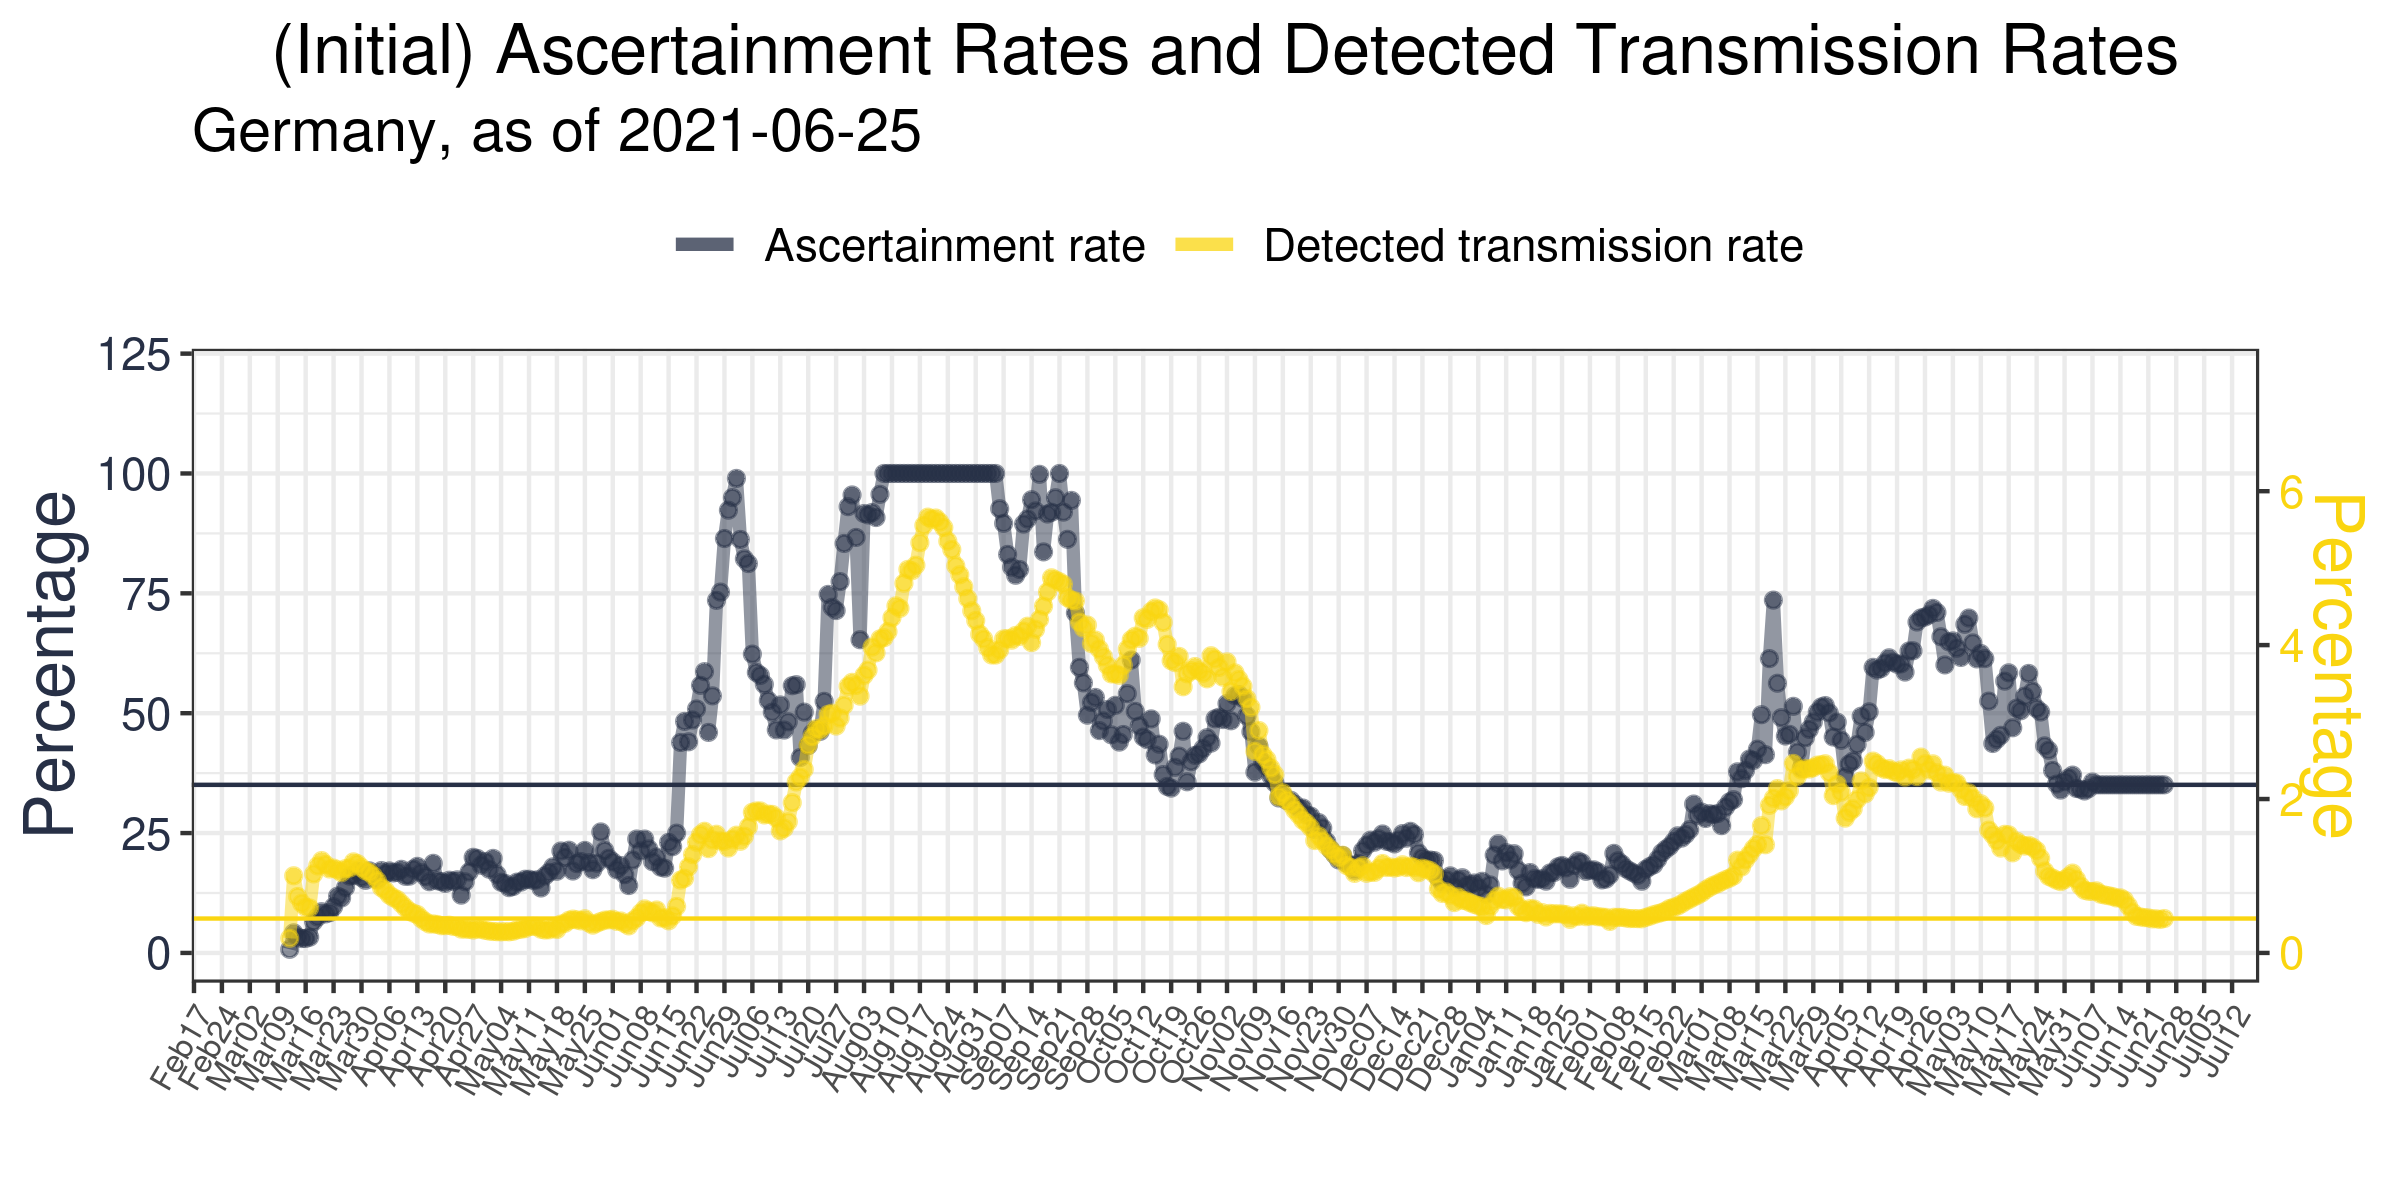 (Initial) Ascertainment Rates and Detected Transmission Rates
Germany, as of 2021-06-25
Ascertainment rate
Detected transmission rate
125
100
75
50
25
0
Percentage
6
4
2
0
Percentage
Feb17
Feb24
Mar02
Mar09
Mar16
Mar23
Mar30
Apr06
Apr13
Apr20
Apr27
May04
May11
May18
May25
Jun01
Jun08
Jun15
Jun22
Jun29
Jul06
Jul13
Jul20
Jul27
Aug03
Aug10
Aug17
Aug24
Aug31
Sep07
Sep14
Sep21
Sep28
Oct05
Oct12
Oct19
Oct26
Nov02
Nov09
Nov16
Nov23
Nov30
Dec07
Dec14
Dec21
Dec28
Jan04
Jan11
Jan18
Jan25
Feb01
Feb08
Feb15
Feb22
Mar01
Mar08
Mar15
Mar22
Mar29
Apr05
Apr12
Apr19
Apr26
May03
May10
May17
May24
May31
Jun07
Jun14
Jun21
Jun28
Jul05
Jul12